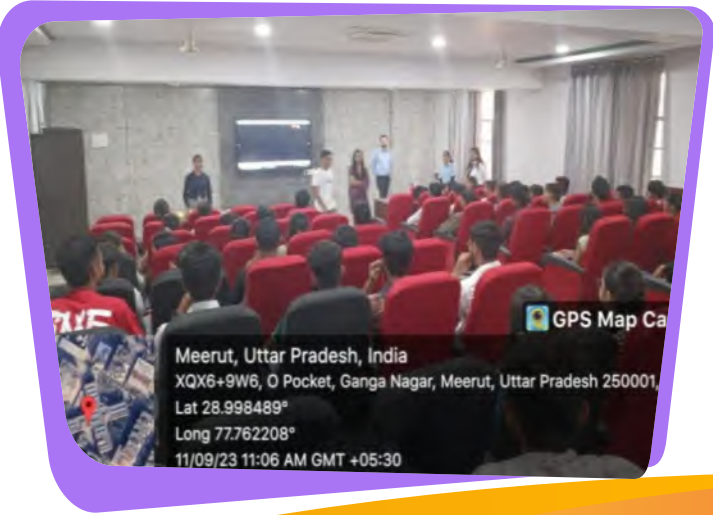 GPS Map Ca
Meerut, Uttar Pradesh, India
XQX6+9W6, O Pocket, Ganga Nagar, Meerut, Uttar Pradesh 250001,
Lat 28.998489°
Long 77.762208°
11/09/23 11:06 AM GMT +05:30